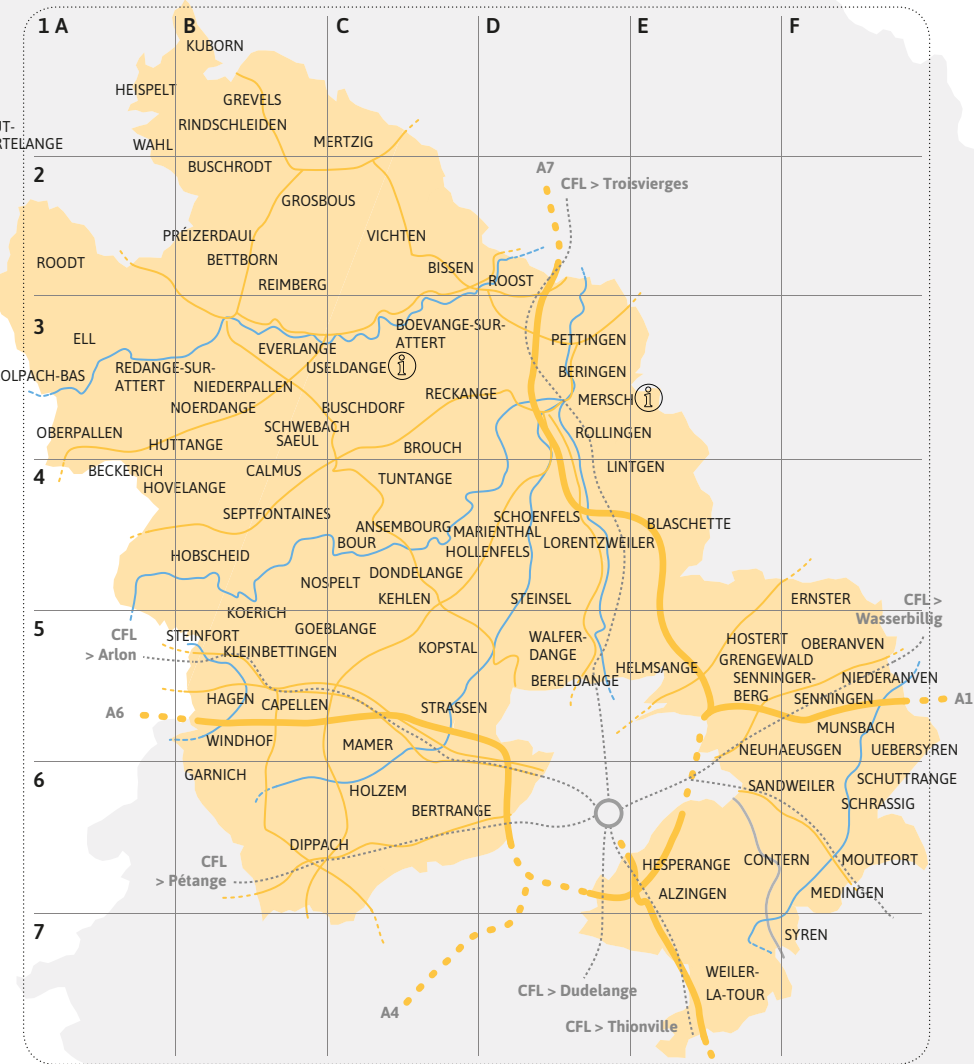 1 A
B
C
D
E
F
KUBORN
HEISPELT
GREVELS
RINDSCHLEIDEN
RTELANGE
WAHL
MERTZIG
2
BUSCHRODT
A7
CFL > Troisvierges
GROSBOUS
PRÉIZERDAUL
VICHTEN
ROODT
BETTBORN
BISSEN
REIMBERG
ROOST
3
ELL
BOEVANGE-SUR-
ATTERT
EVERLANGE
PETTINGEN
OLPACH-BAS
REDANGE-SUR-
ATTERT
USELDANGE
BERINGEN
NIEDERPALLEN
RECKANGE
MERSCH
NOERDANGE
BUSCHDORF
OBERPALLEN
SCHWEBACH
SAEUL
ROLLINGEN
HUTTANGE
BROUCH
4
BECKERICH
CALMUS
LINTGEN
HOVELANGE
TUNTANGE
SEPTFONTAINES
SCHOENFELS
BLASCHETTE
ANSEMBOURG
MARIENTHAL
BOUR
LORENTZWEILER
HOBSCHEID
HOLLENFELS
NOSPELT
DONDELANGE
KEHLEN
STEINSEL
ERNSTER
CFL >
Wasserbillig
KOERICH
5
CFL
> Arlon
STEINFORT
GOEBLANGE
KLEINBETTINGEN
KOPSTAL
WALFER-
DANGE
HOSTERT
OBERANVEN
GRENGEWALD
HELMSANGE
BERELDANGE
SENNINGER-
BERG
NIEDERANVEN
A6
HAGEN
CAPELLEN
STRASSEN
SENNINGEN
A1
MUNSBACH
WINDHOF
MAMER
NEUHAEUSGEN
UEBERSYREN
6
GARNICH
HOLZEM
SANDWEILER
SCHUTTRANGE
SCHRASSIG
BERTRANGE
DIPPACH
CFL
> Pétange
HESPERANGE
CONTERN
MOUTFORT
ALZINGEN
MEDINGEN
7
SYREN
WEILER-
LA-TOUR
CFL > Dudelange
A4
CFL > Thionville